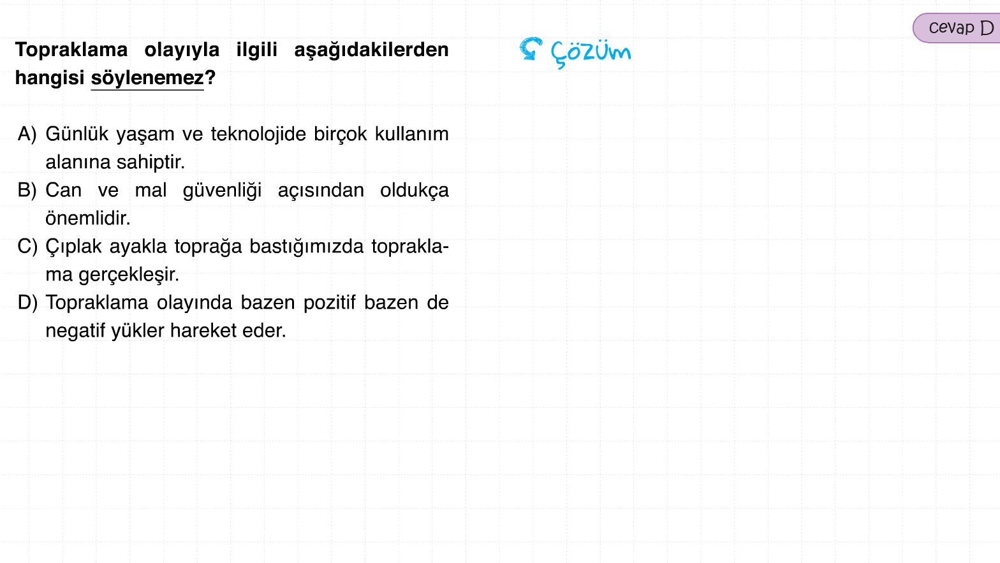 Topraklama olayıyla ilgili aşağıdakilerden
hangisi söylenemez?
A) Günlük yaşam ve teknolojide birçok kullanım
alanına sahiptir.
B) Can ve mal güvenliği açısından oldukça
önemlidir.
C) Çıplak ayakla toprağa bastığımızda toprakla-
ma gerçekleşir.
D) Topraklama olayında bazen pozitif bazen de
negatif yükler hareket eder.
Çözüm
Cevap D